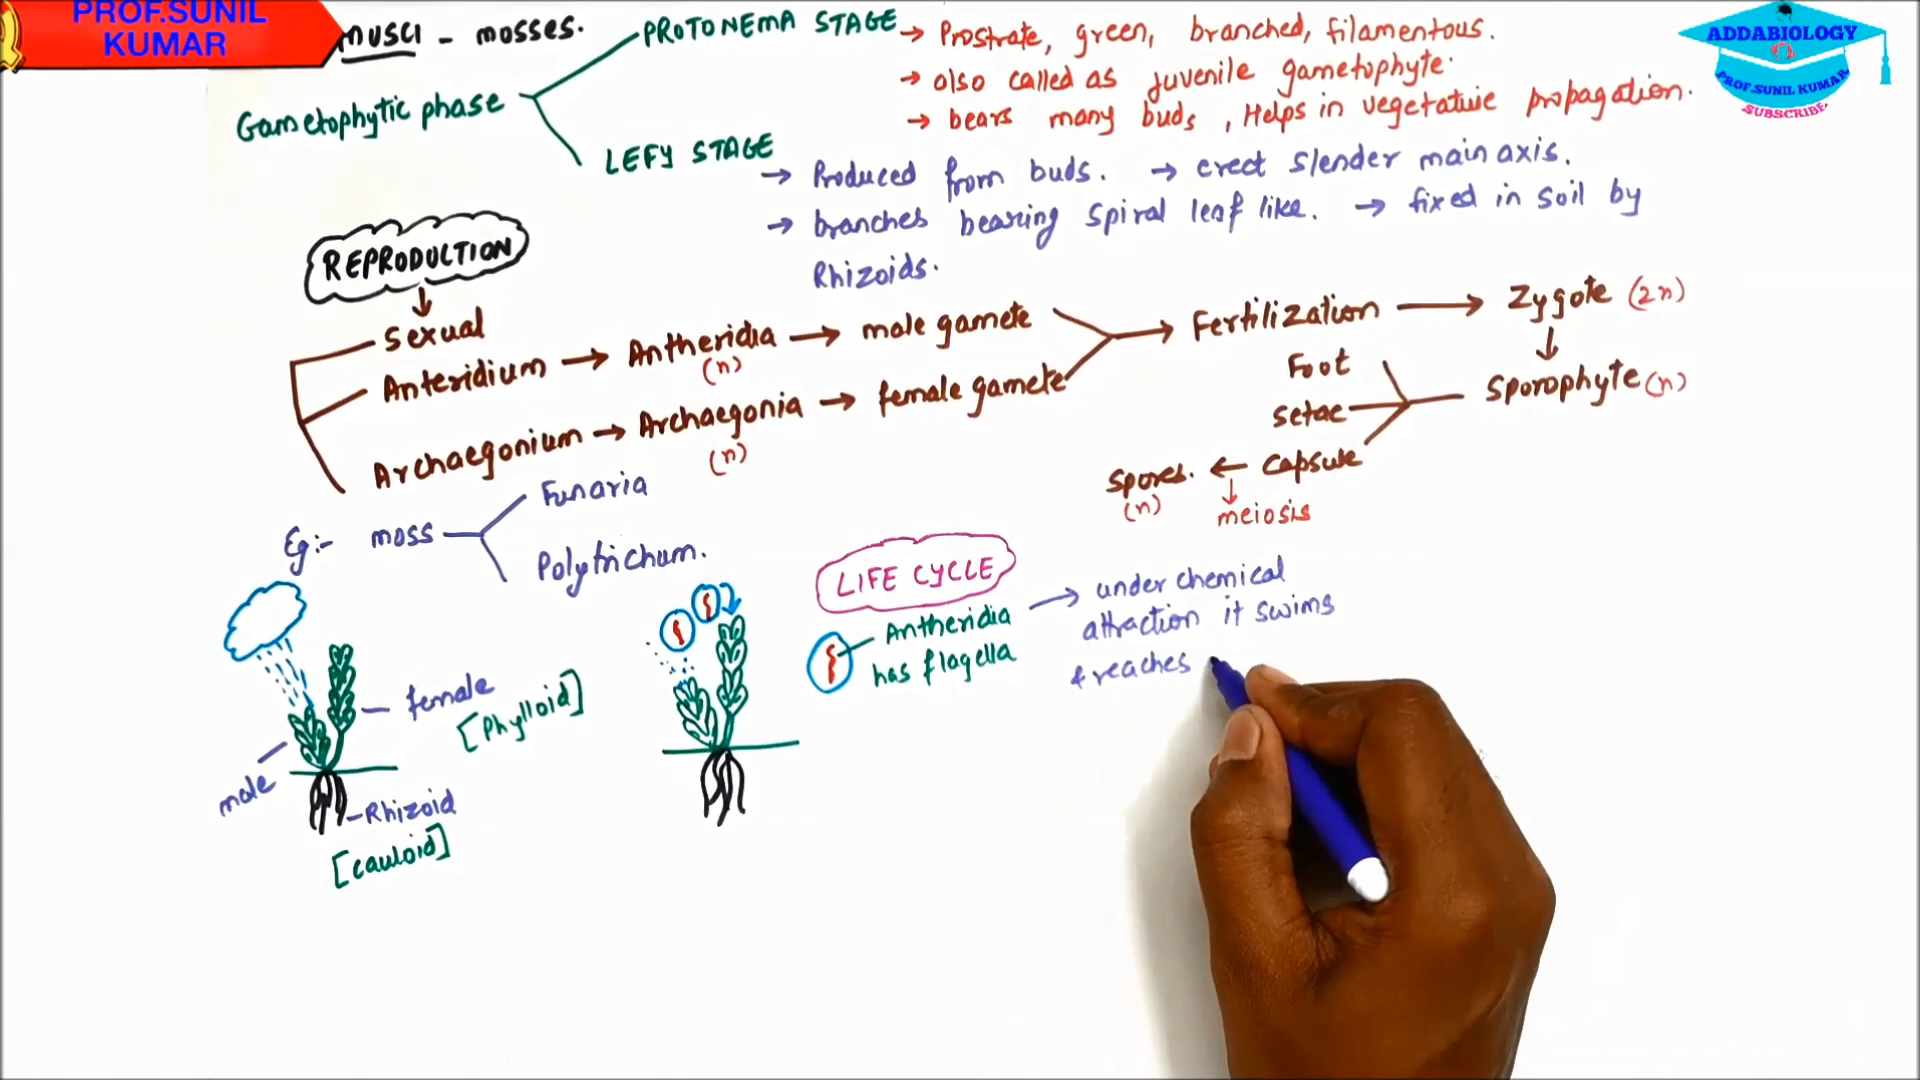 PROF.SUNIL
KUMAR
MUSCI - mosses.
Gametophytic phase
PROTONEMA STAGE → Prostrate, green, branched, filamentous.
→ also called as juvenile gametophyte.
→ bears many buds, Helps in vegetative propagation.
LEFY STAGE
→ Produced from buds. → erect slender main axis.
→ branches bearing spiral leaf like. → fixed in soil by
Rhizoids.
ADDABIOLOGY
PROF.SUNIL KUMAR
SUBSCRIBE
REPRODUCTION
Sexual
Anteridium → Antheridia → male gamete
(n)
Archaegonium → Archaegonia → female gamete
(n)
→ Fertilization → Zygote (2n)
Sporophyte (n)
Foot
Setae
Capsule
Spores. ←
(n)
meiosis
Eg:- moss
Funaria
Polytrichum.
female
[Phylloid]
male
Rhizoid
[cauloid]
LIFE CYCLE
Antheridia
has flagella
→ under chemical
attraction it swims
& reaches